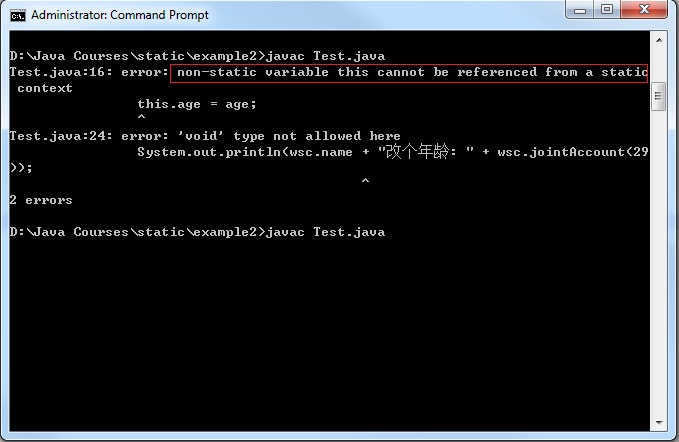 Administrator: Command Prompt
D:\Java Courses\static\example2>javac Test.java
Test.java:16: error: non-static variable this cannot be referenced from a static
 context
                this.age = age;
                ^
Test.java:24: error: 'void' type not allowed here
                System.out.println(wsc.name + "改个年龄: " + wsc.jointAccount(29
));
                                            ^
2 errors
D:\Java Courses\static\example2>javac Test.java